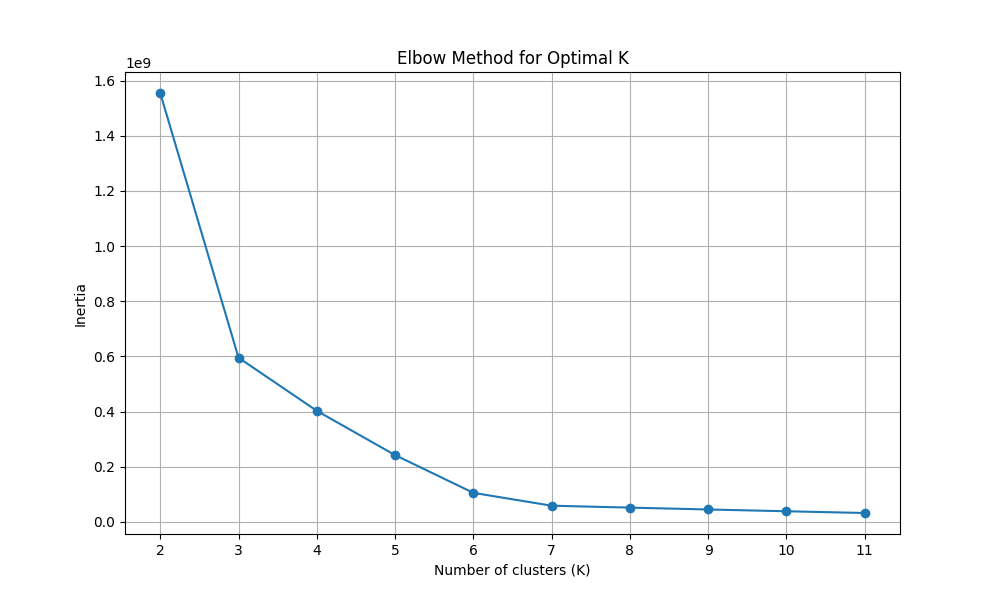 Elbow Method for Optimal K
1e9
1.6
1.4
1.2
1.0
0.8
0.6
0.4
0.2
0.0
Inertia
2 3 4 5 6 7 8 9 10 11
Number of clusters (K)